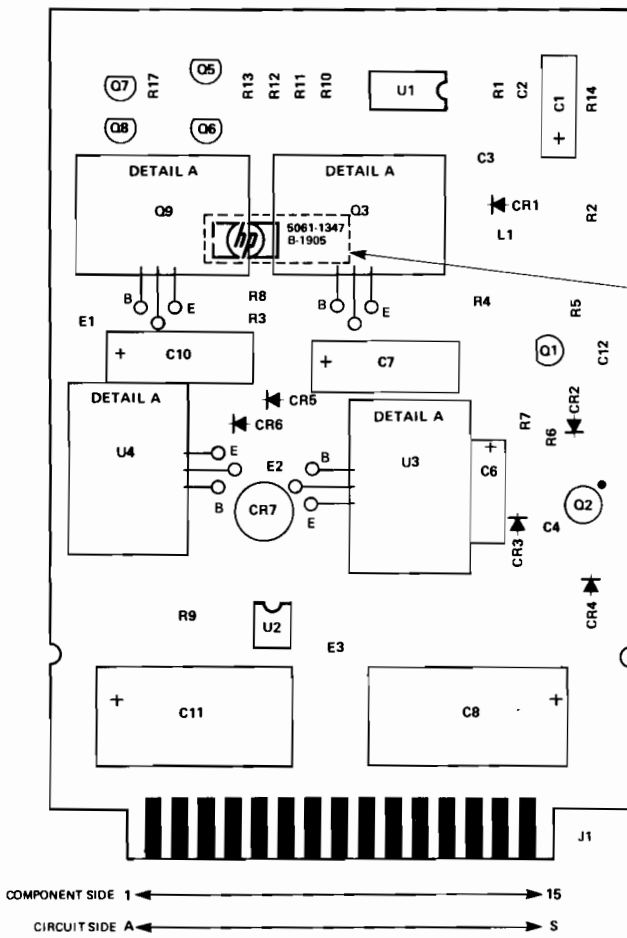 Q7
R17
Q5
R13
R12
R11
R10
U1
R1
C2
C1
+
R14
Q8
Q6
C3
DETAIL A
Q9
DETAIL A
Q3
CR1
R2
L1
hp
5061-1347
B-1905
B
E
B
E
R8
R3
R4
R5
E1
+
C10
+
C7
Q1
C12
DETAIL A
U4
CR5
CR6
DETAIL A
U3
CR2
R7
R6
E
B
E2
CR7
B
E
+
C6
Q2
CR3
C4
CR4
R9
U2
E3
+
C11
C8
+
J1
COMPONENT SIDE 1 15
CIRCUIT SIDE A S